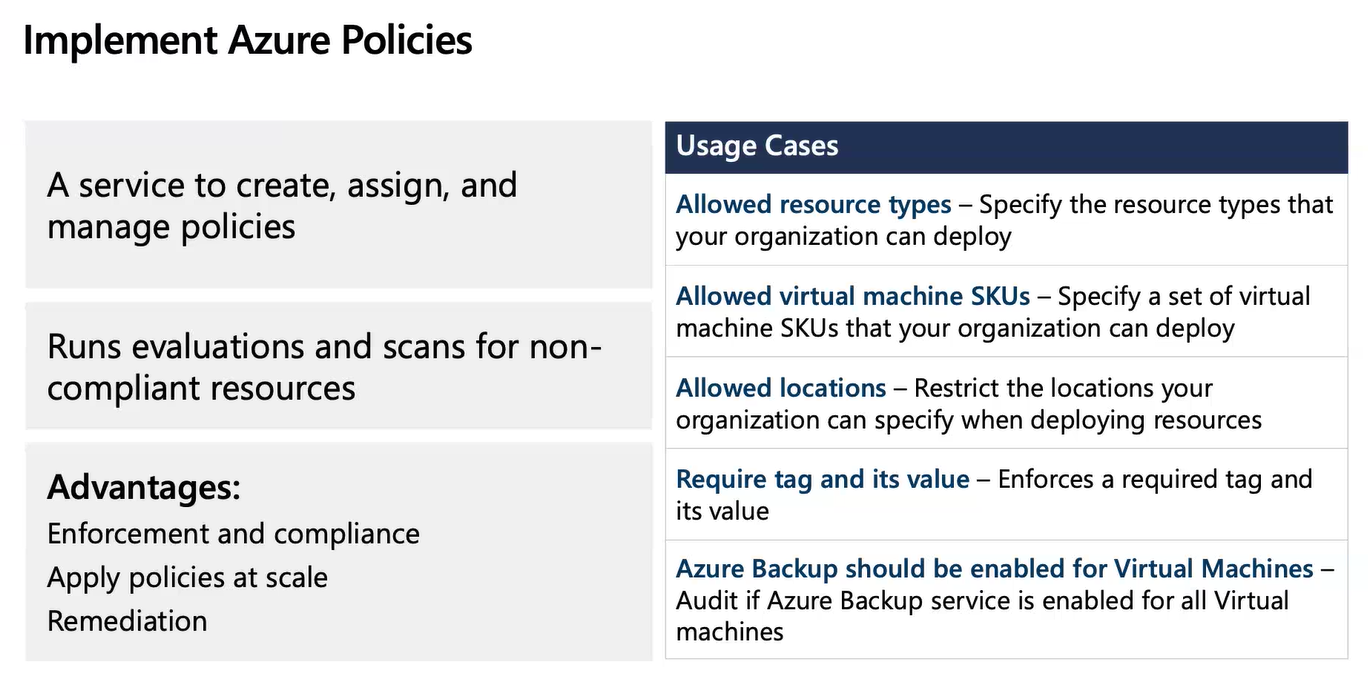 Implement Azure Policies
A service to create, assign, and
manage policies
Runs evaluations and scans for non-
compliant resources
Advantages:
Enforcement and compliance
Apply policies at scale
Remediation
Usage Cases
Allowed resource types – Specify the resource types that
your organization can deploy
Allowed virtual machine SKUs – Specify a set of virtual
machine SKUs that your organization can deploy
Allowed locations – Restrict the locations your
organization can specify when deploying resources
Require tag and its value – Enforces a required tag and
its value
Azure Backup should be enabled for Virtual Machines –
Audit if Azure Backup service is enabled for all Virtual
machines